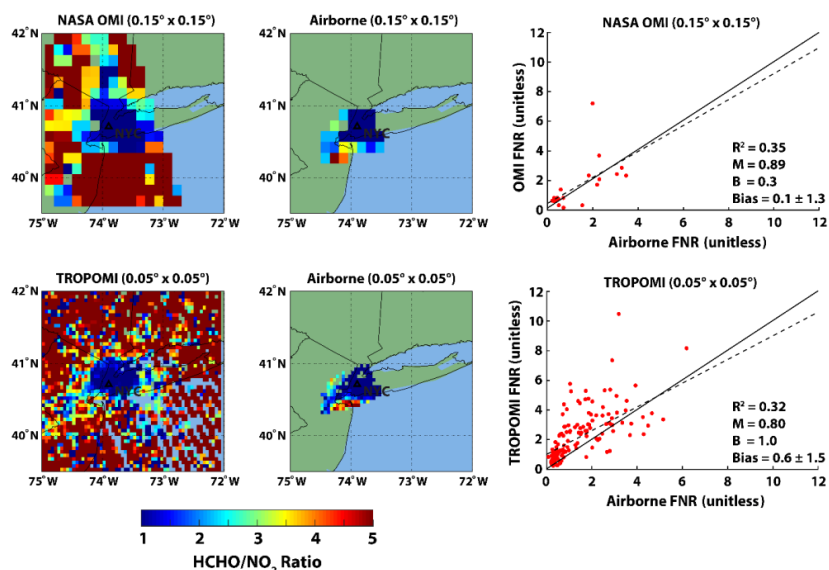 NASA OMI (0.15° x 0.15°)
42°N
41°N
40°N
75°W 74°W 73°W 72°W
NYC
Airborne (0.15° x 0.15°)
42°N
41°N
40°N
75°W 74°W 73°W 72°W
NYC
NASA OMI (0.15° x 0.15°)
OMI FNR (unitless)
12
10
8
6
4
2
0
0 2 4 6 8 10 12
Airborne FNR (unitless)
R² = 0.35
M = 0.89
B = 0.3
Bias = 0.1 ± 1.3
TROPOMI (0.05° x 0.05°)
42°N
41°N
40°N
75°W 74°W 73°W 72°W
NYC
Airborne (0.05° x 0.05°)
42°N
41°N
40°N
75°W 74°W 73°W 72°W
NYC
TROPOMI (0.05° x 0.05°)
TROPOMI FNR (unitless)
12
10
8
6
4
2
0
0 2 4 6 8 10 12
Airborne FNR (unitless)
R² = 0.32
M = 0.80
B = 1.0
Bias = 0.6 ± 1.5
1 2 3 4 5
HCHO/NO₂ Ratio